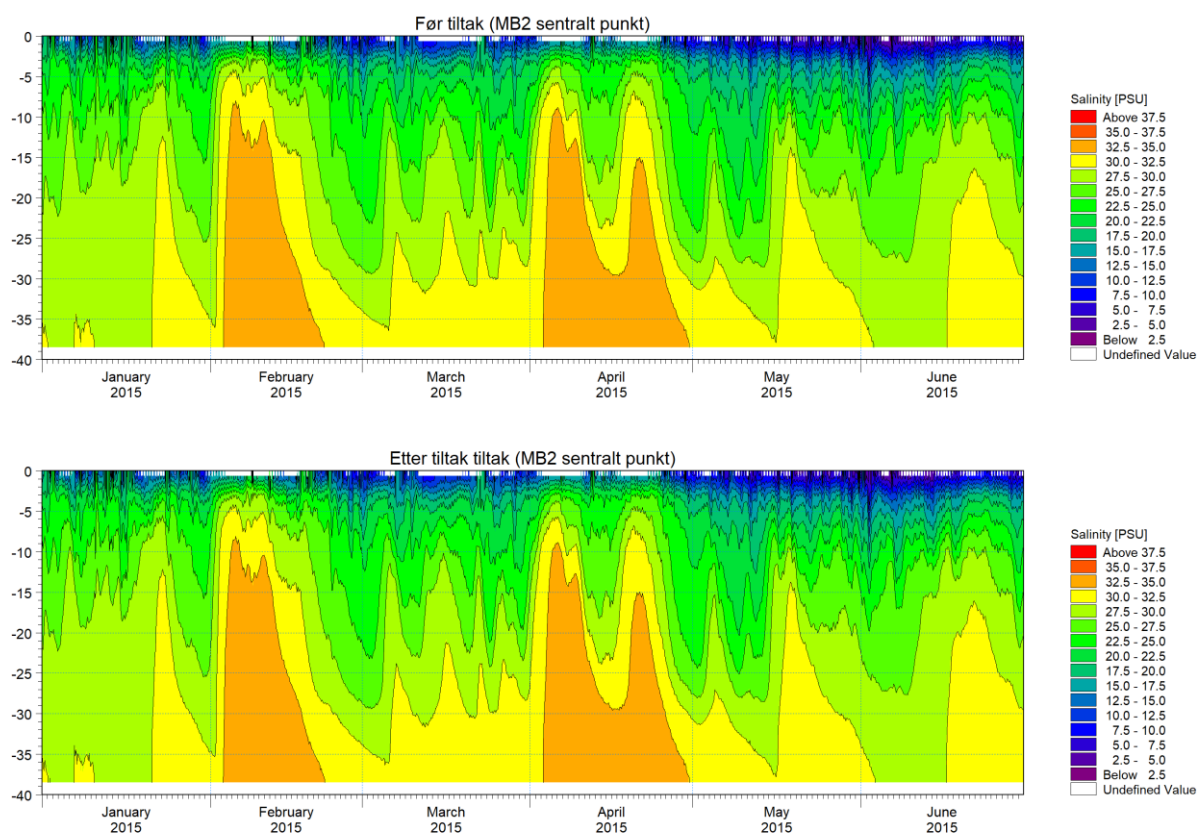 Før tiltak (MB2 sentralt punkt)
0
-5
-10
-15
-20
-25
-30
-35
-40
January
2015
February
2015
March
2015
April
2015
May
2015
June
2015
Salinity [PSU]
Above 37.5
35.0 - 37.5
32.5 - 35.0
30.0 - 32.5
27.5 - 30.0
25.0 - 27.5
22.5 - 25.0
20.0 - 22.5
17.5 - 20.0
15.0 - 17.5
12.5 - 15.0
10.0 - 12.5
7.5 - 10.0
5.0 - 7.5
2.5 - 5.0
Below 2.5
Undefined Value
Etter tiltak tiltak (MB2 sentralt punkt)
0
-5
-10
-15
-20
-25
-30
-35
-40
January
2015
February
2015
March
2015
April
2015
May
2015
June
2015
Salinity [PSU]
Above 37.5
35.0 - 37.5
32.5 - 35.0
30.0 - 32.5
27.5 - 30.0
25.0 - 27.5
22.5 - 25.0
20.0 - 22.5
17.5 - 20.0
15.0 - 17.5
12.5 - 15.0
10.0 - 12.5
7.5 - 10.0
5.0 - 7.5
2.5 - 5.0
Below 2.5
Undefined Value